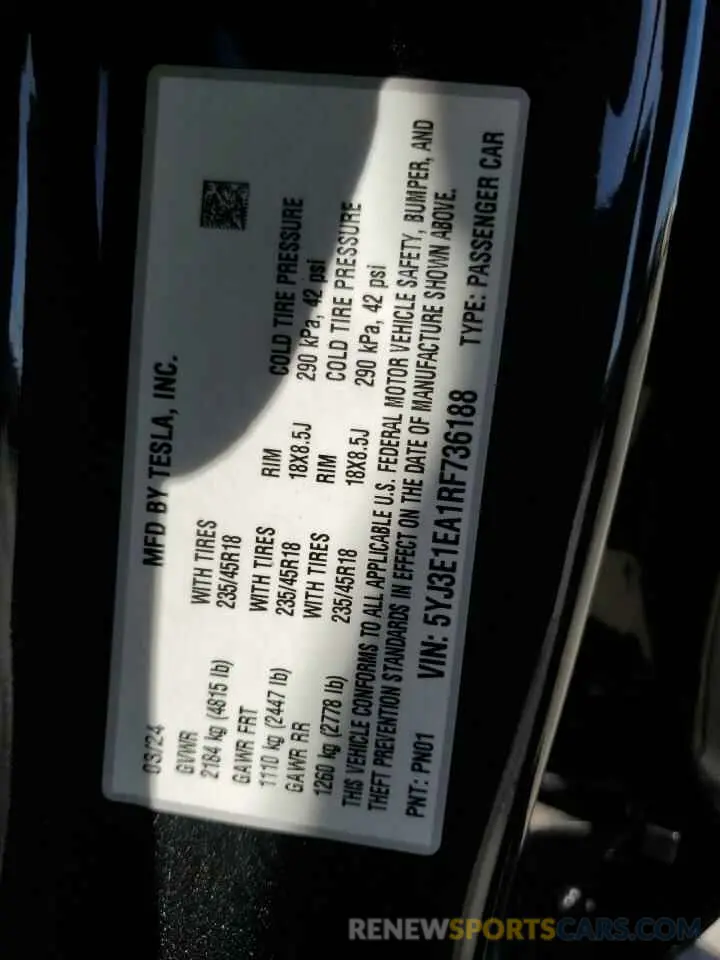 MFD BY TESLA, INC.
03/24
GVWR
2184 kg (4815 lb)
WITH TIRES
235/45R18
GAWR FRT
1110 kg (2447 lb)
WITH TIRES
235/45R18
RIM
18X8.5J
COLD TIRE PRESSURE
290 kPa, 42 psi
GAWR RR
1260 kg (2778 lb)
WITH TIRES
235/45R18
RIM
18X8.5J
COLD TIRE PRESSURE
290 kPa, 42 psi
THIS VEHICLE CONFORMS TO ALL APPLICABLE U.S. FEDERAL MOTOR VEHICLE SAFETY, BUMPER, AND
THEFT PREVENTION STANDARDS IN EFFECT ON THE DATE OF MANUFACTURE SHOWN ABOVE.
PNT: PN01 VIN: 5YJ3E1EA1RF736188 TYPE: PASSENGER CAR
RENEWSPORTSCARS.COM